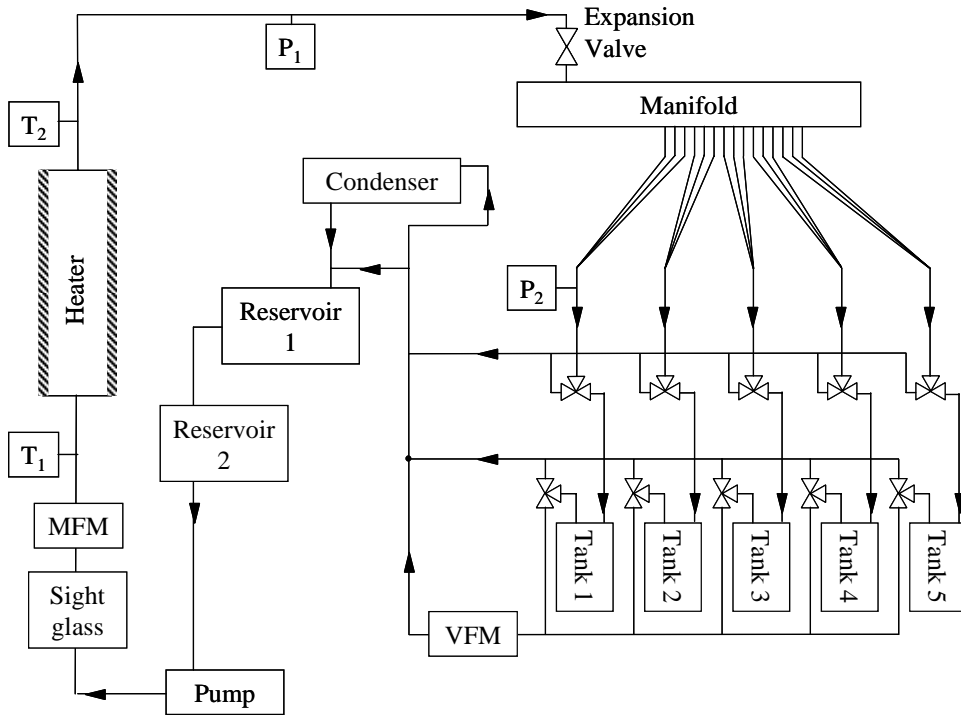 Expansion
Valve
P1
Manifold
T2
Condenser
Heater
P2
Reservoir
1
Reservoir
2
T1
MFM
Sight
glass
Tank 1
Tank 2
Tank 3
Tank 4
Tank 5
VFM
Pump